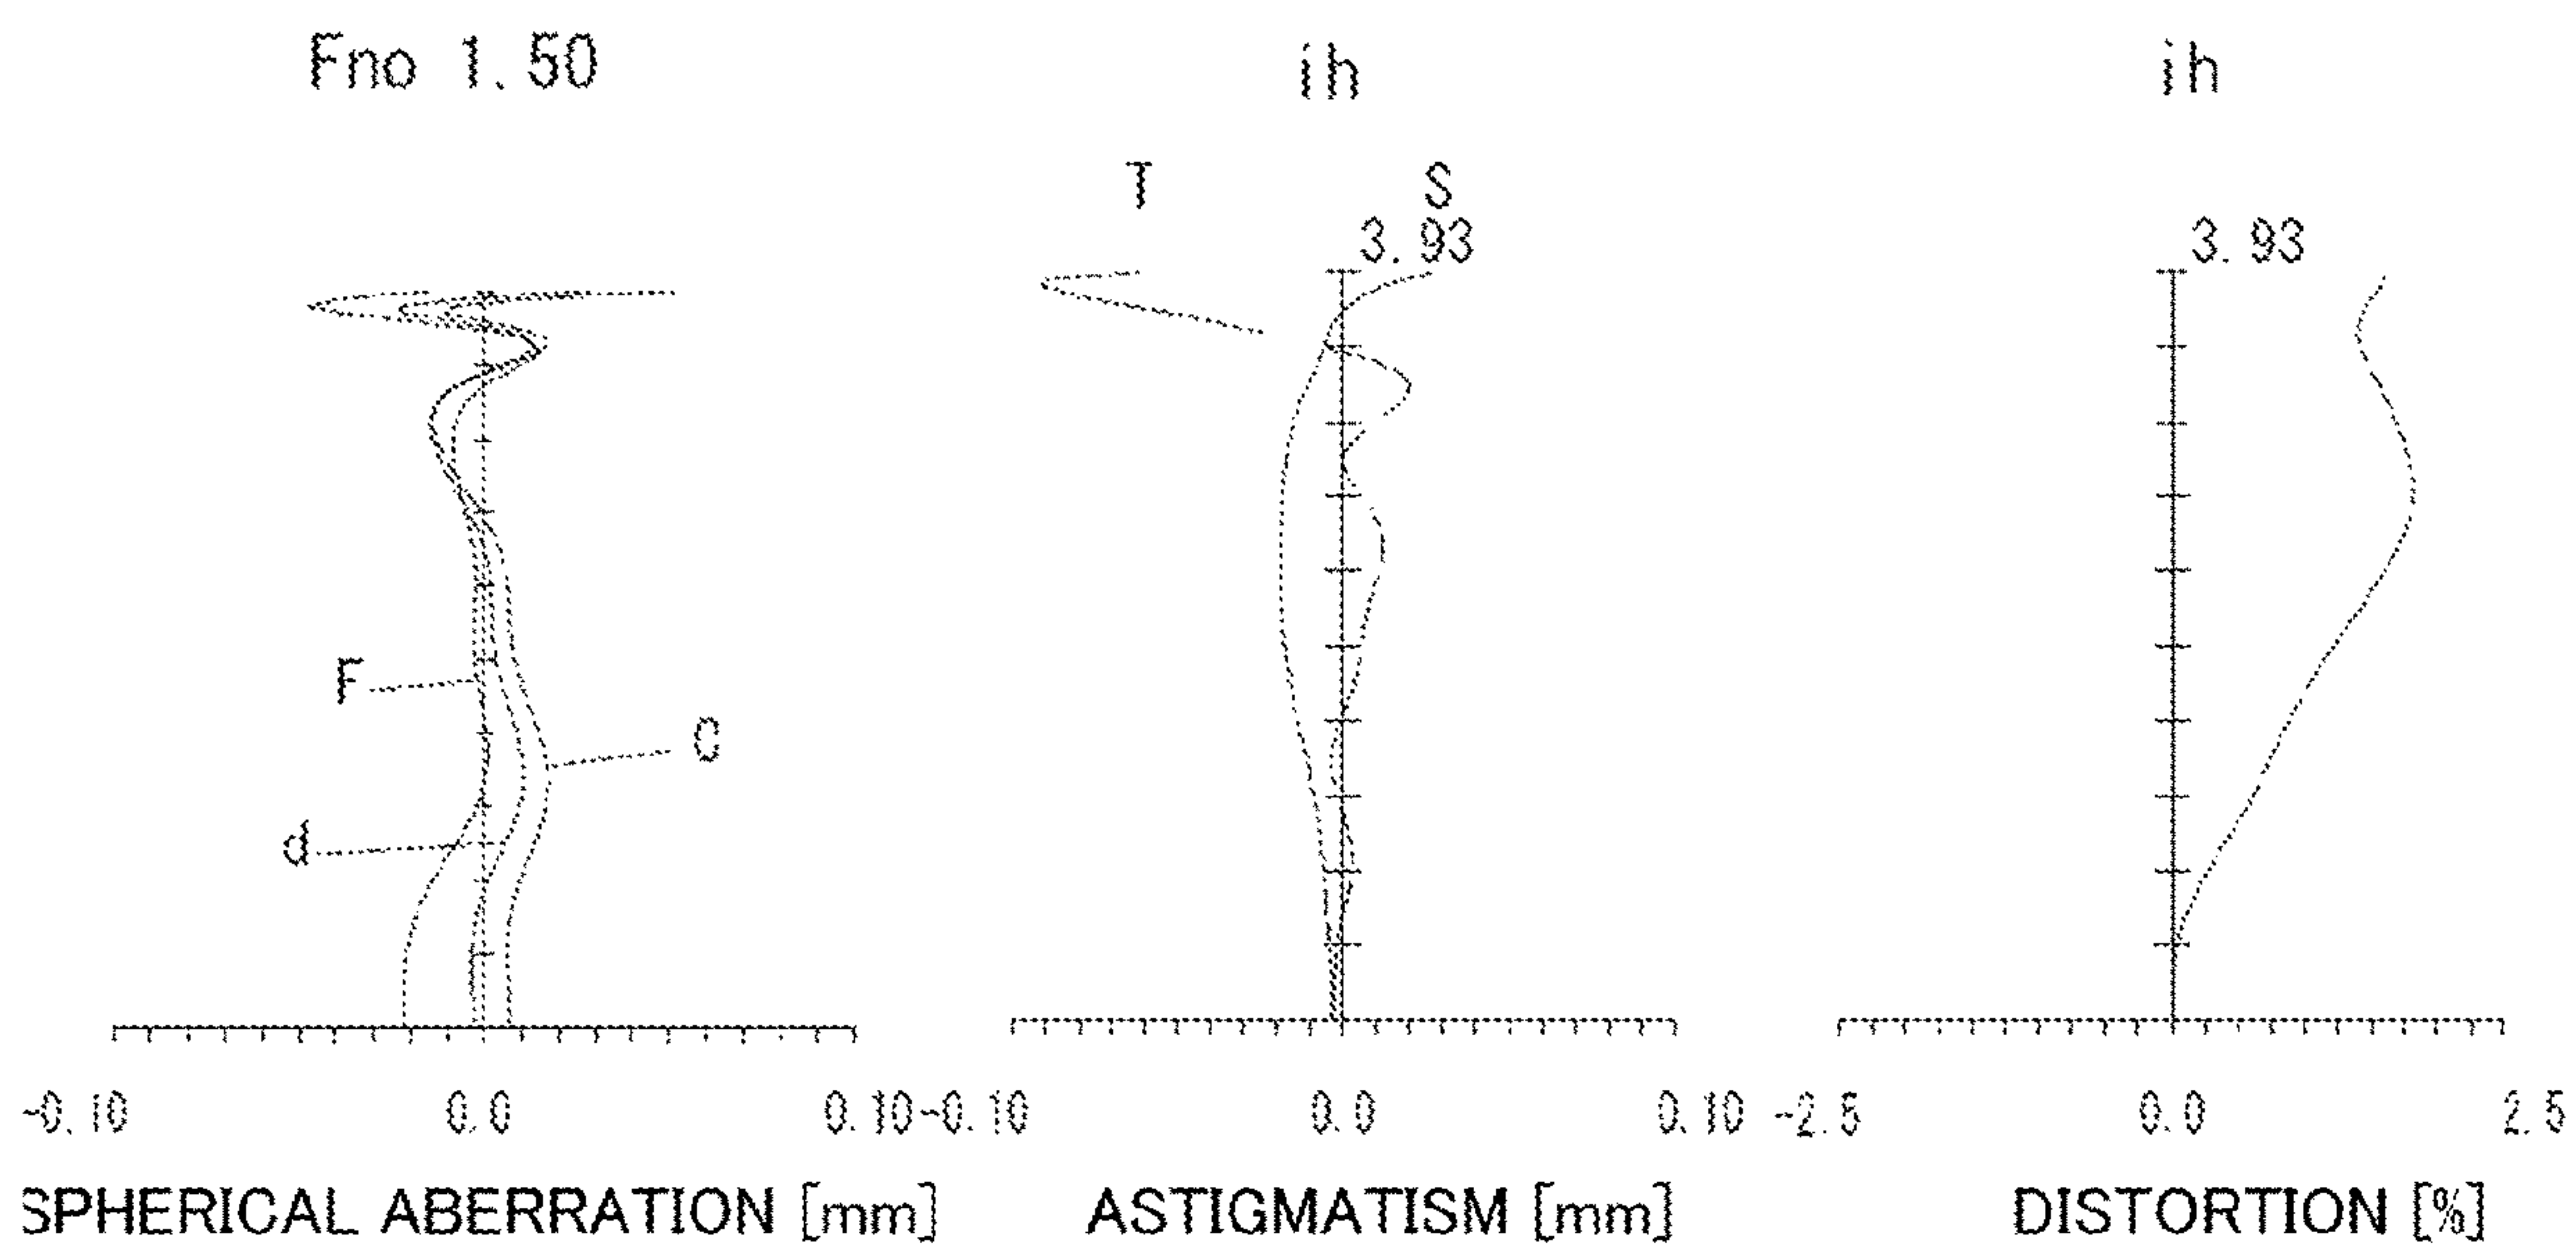 Fno 1.50
ih
ih
T
S
3.93
3.93
F
C
d
-0.10
0.0
0.10
-0.10
0.0
0.10
-2.5
0.0
2.5
SPHERICAL ABERRATION [mm]
ASTIGMATISM [mm]
DISTORTION [%]